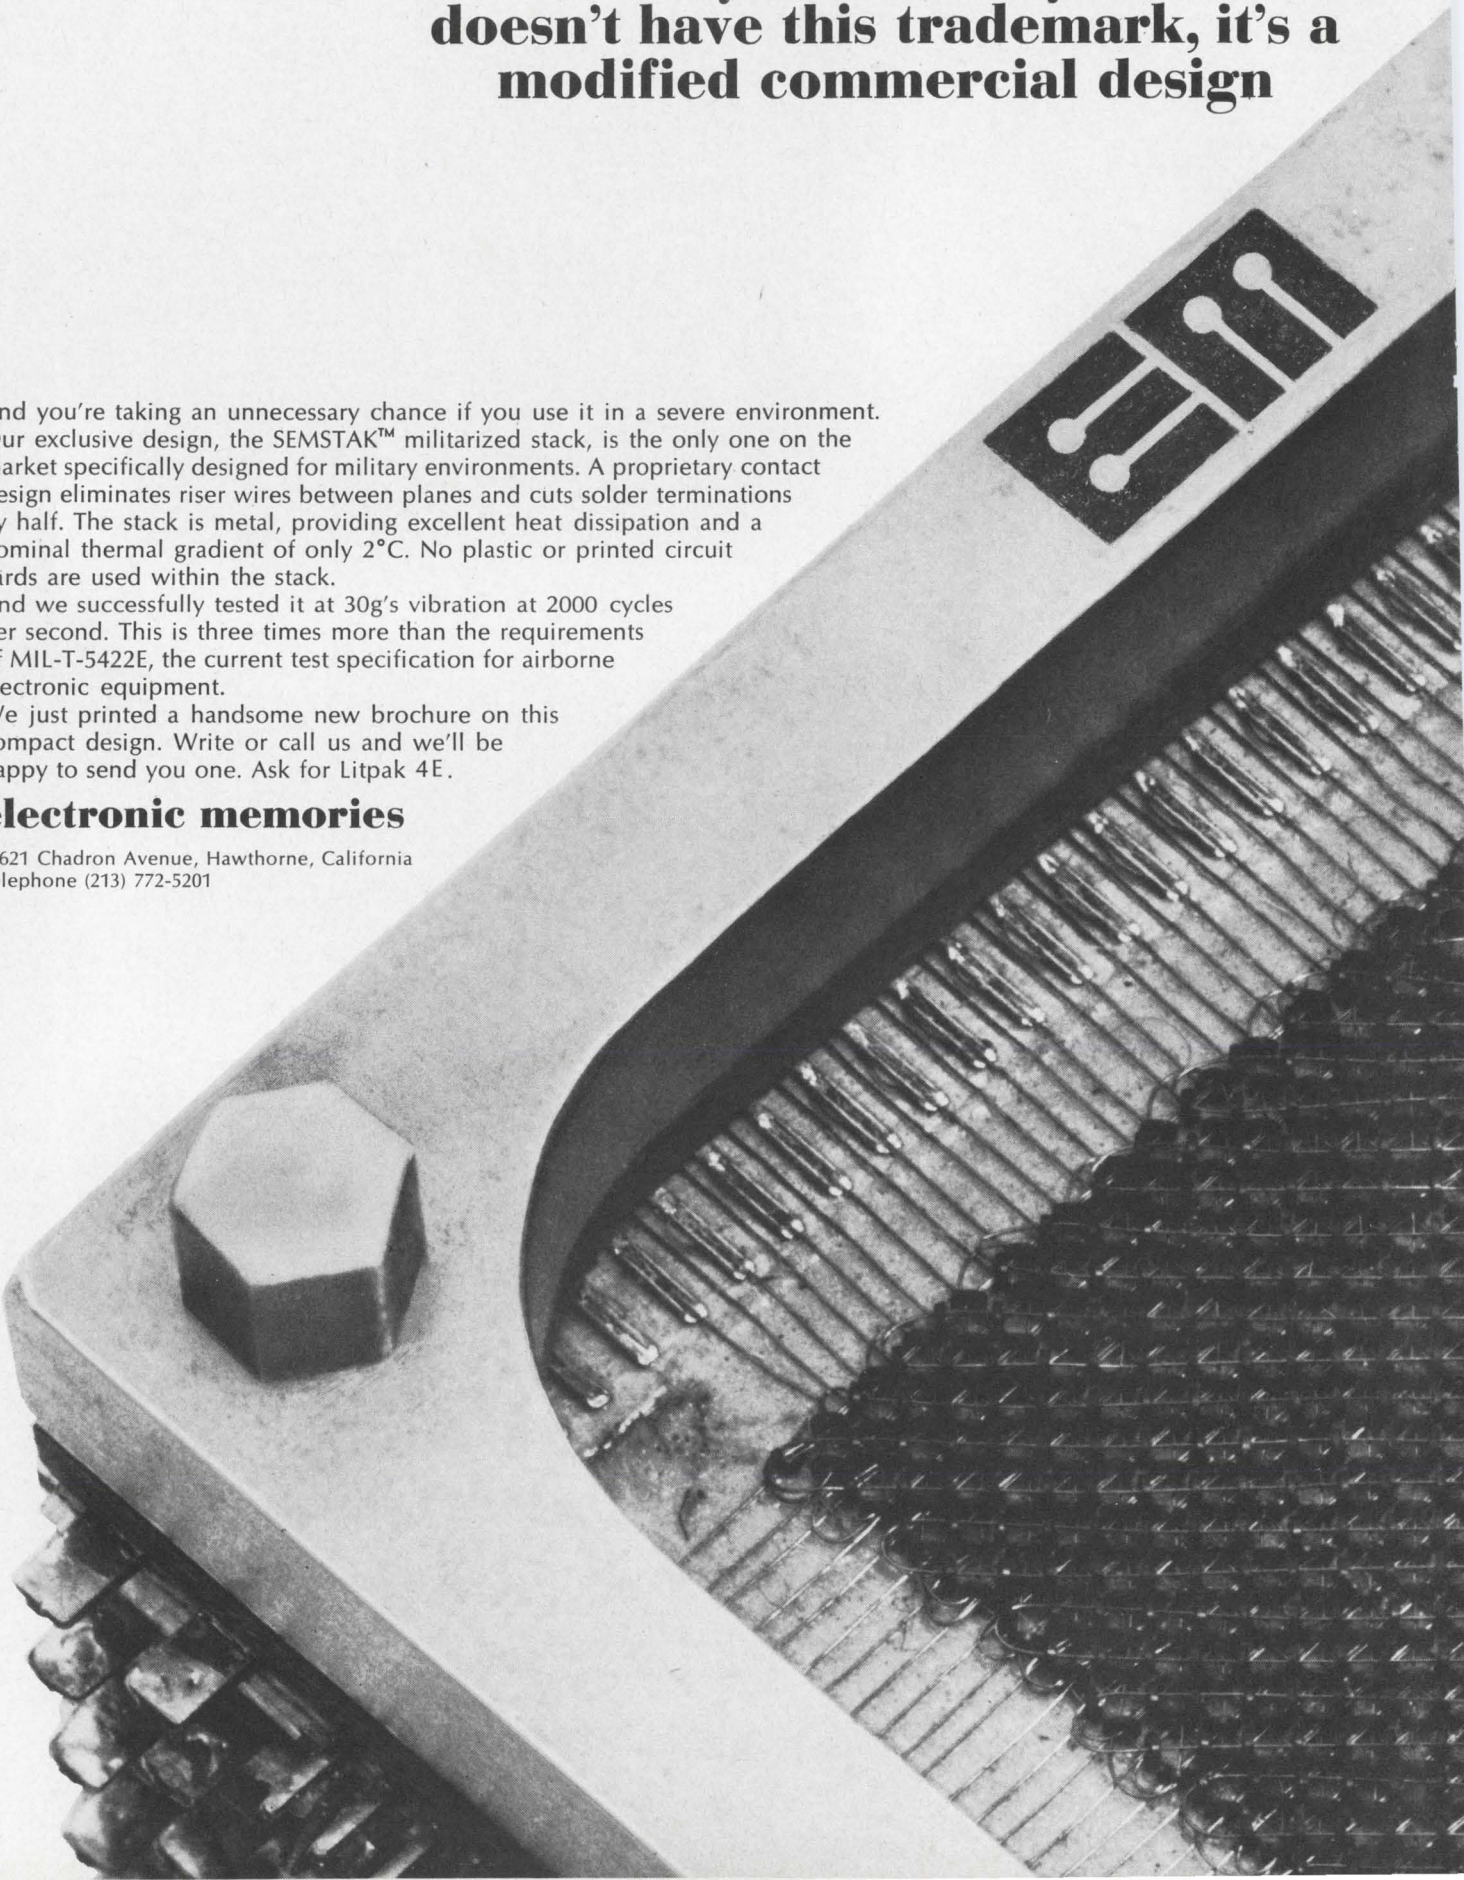 doesn't have this trademark, it's a
modified commercial design
nd you're taking an unnecessary chance if you use it in a severe environment.
ur exclusive design, the SEMSTAK™ militarized stack, is the only one on the
arket specifically designed for military environments. A proprietary contact
esign eliminates riser wires between planes and cuts solder terminations
y half. The stack is metal, providing excellent heat dissipation and a
ominal thermal gradient of only 2°C. No plastic or printed circuit
ards are used within the stack.
nd we successfully tested it at 30g's vibration at 2000 cycles
er second. This is three times more than the requirements
f MIL-T-5422E, the current test specification for airborne
lectronic equipment.
e just printed a handsome new brochure on this
ompact design. Write or call us and we'll be
appy to send you one. Ask for Litpak 4E.
electronic memories
621 Chadron Avenue, Hawthorne, California
lephone (213) 772-5201